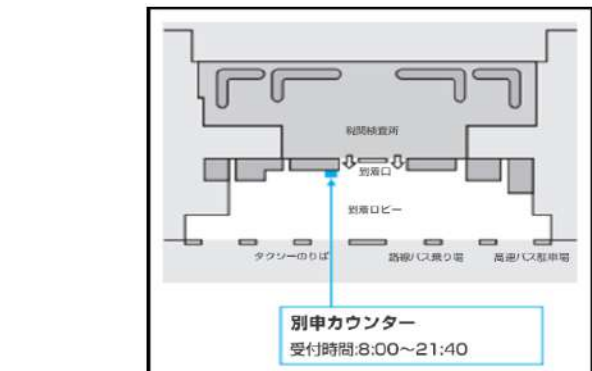 税関検査所
到着口
到着ロビー
タクシーのりば 路線バス乗り場 高速バス駐車場
別申カウンター
受付時間:8:00〜21:40